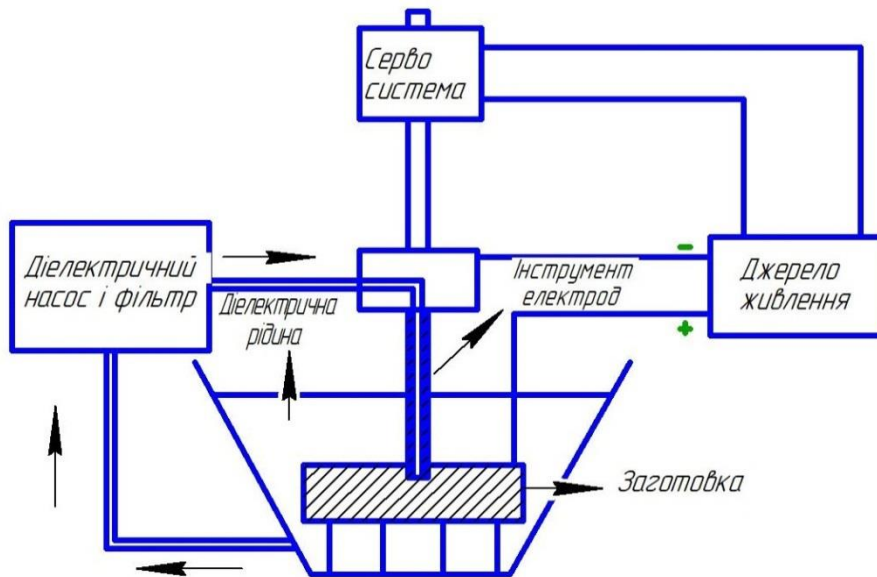 Серво
система
Діелектричний
насос і фільтр
Діелектрична
рідина
Інструмент
електрод
-
Джерело
живлення
+
Заготовка